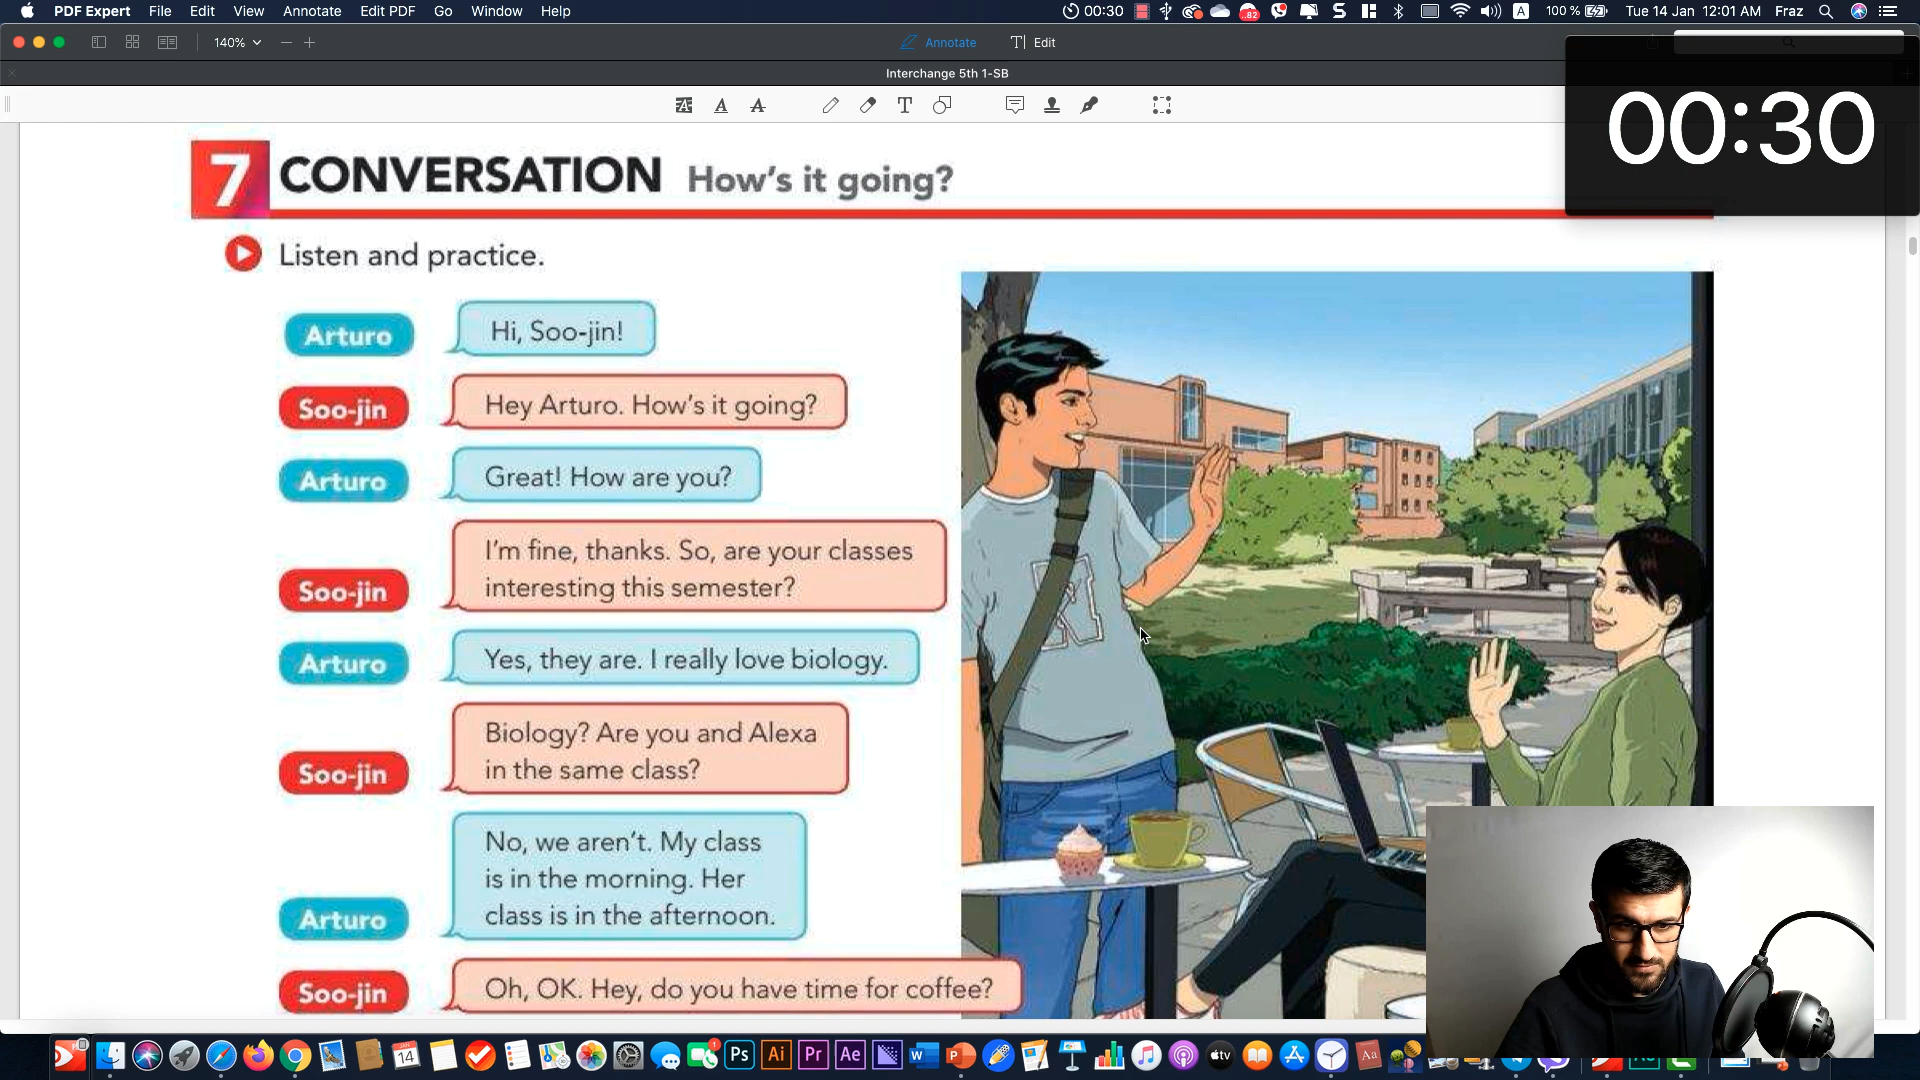 PDF Expert File Edit View Annotate Edit PDF Go Window Help 00:30 82 A 100 % Tue 14 Jan 12:01 AM Fraz
140% Annotate Edit
Interchange 5th 1-SB
00:30
7 CONVERSATION How's it going?
Listen and practice.
Arturo Hi, Soo-jin!
Soo-jin Hey Arturo. How's it going?
Arturo Great! How are you?
I'm fine, thanks. So, are your classes
Soo-jin interesting this semester?
Arturo Yes, they are. I really love biology.
Biology? Are you and Alexa
Soo-jin in the same class?
No, we aren't. My class
is in the morning. Her
Arturo class is in the afternoon.
Soo-jin Oh, OK. Hey, do you have time for coffee?
JAN 14 1 Ps Ai Pr Ae W P tv Aa